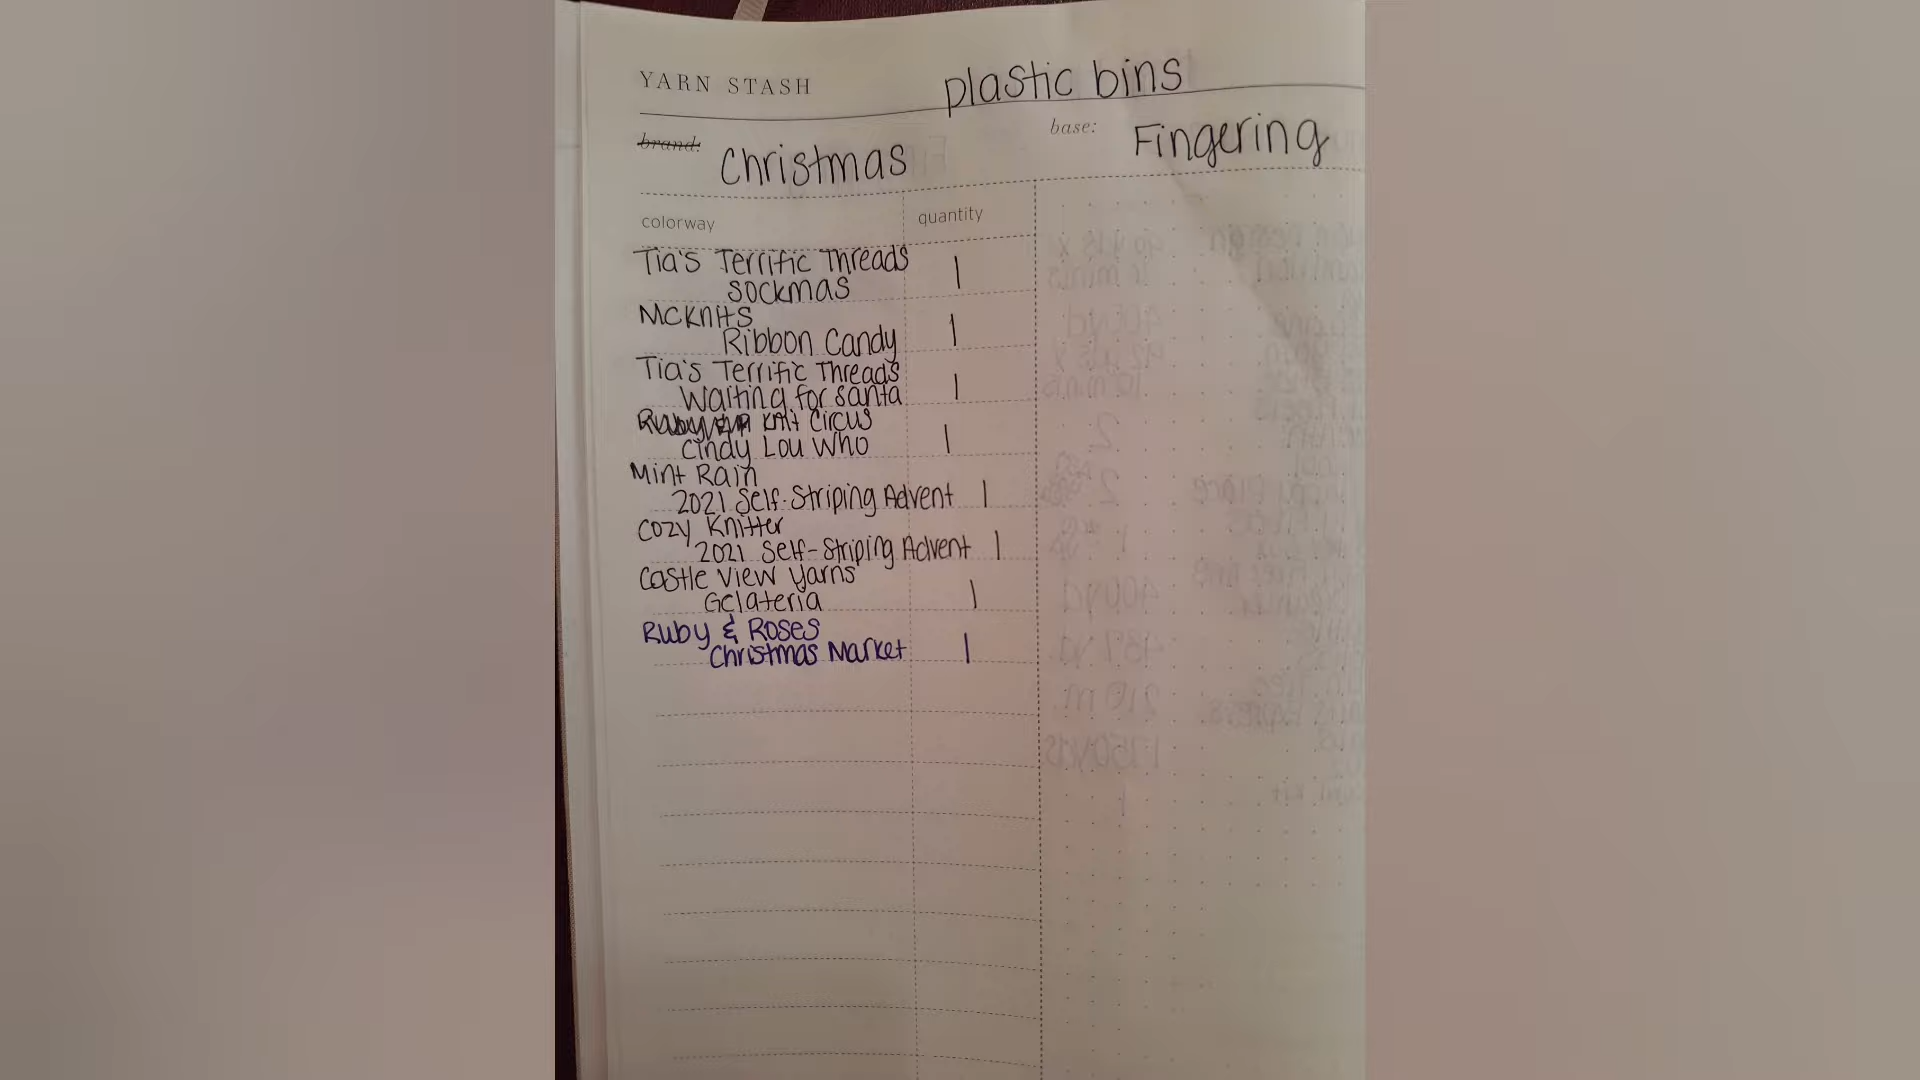 YARN STASH
plastic bins
brand:
Christmas
base:
Fingering
colorway
quantity
Tia's Terrific Threads
sockmas
1
MCKnits
Ribbon Candy
1
Tia's Terrific Threads
Waiting for Santa
1
Knit Circus
Cindy Lou Who
1
Mint Rain
2021 Self-Striping Advent
1
Cozy Knitter
2021 Self-Striping Advent
1
Castle View Yarns
Gelateria
1
Ruby & Roses
Christmas Market
1